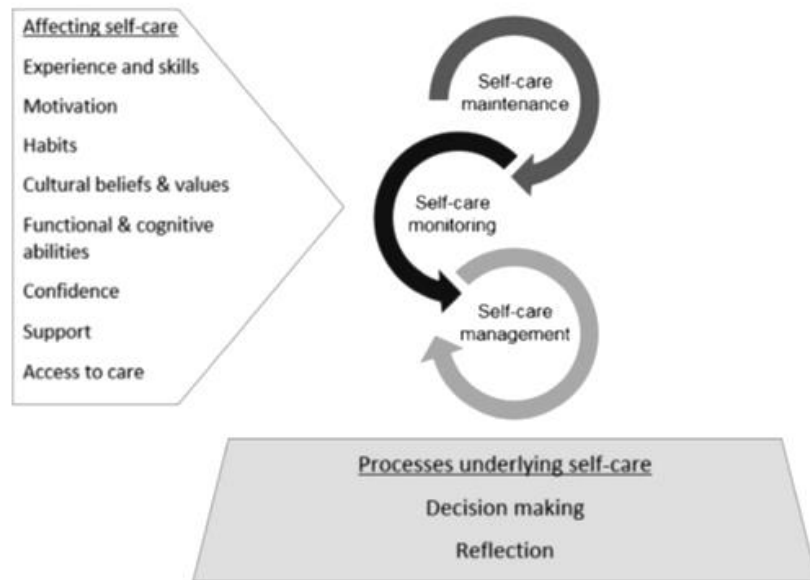 Affecting self-care
Experience and skills
Motivation
Habits
Cultural beliefs & values
Functional & cognitive
abilities
Confidence
Support
Access to care
Self-care
maintenance
Self-care
monitoring
Self-care
management
Processes underlying self-care
Decision making
Reflection